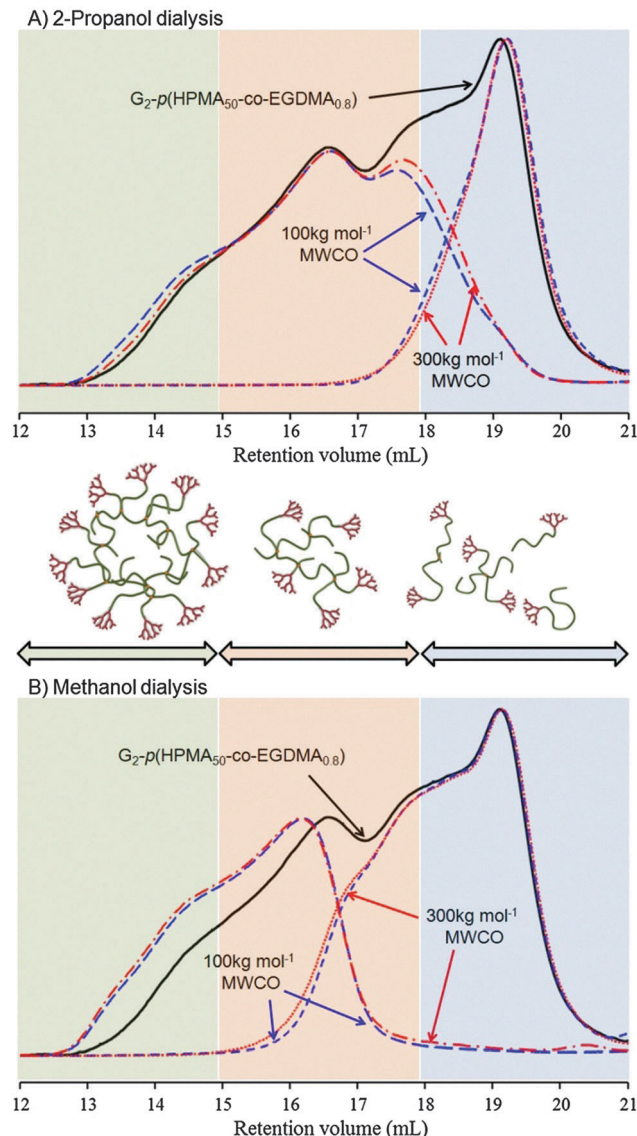 A) 2-Propanol dialysis
G₂-p(HPMA₅₀-co-EGDMA₀.₈)
100kg mol⁻¹
MWCO
300kg mol⁻¹
MWCO
12 13 14 15 16 17 18 19 20 21
Retention volume (mL)
B) Methanol dialysis
G₂-p(HPMA₅₀-co-EGDMA₀.₈)
300kg mol⁻¹
MWCO
100kg mol⁻¹
MWCO
12 13 14 15 16 17 18 19 20 21
Retention volume (mL)